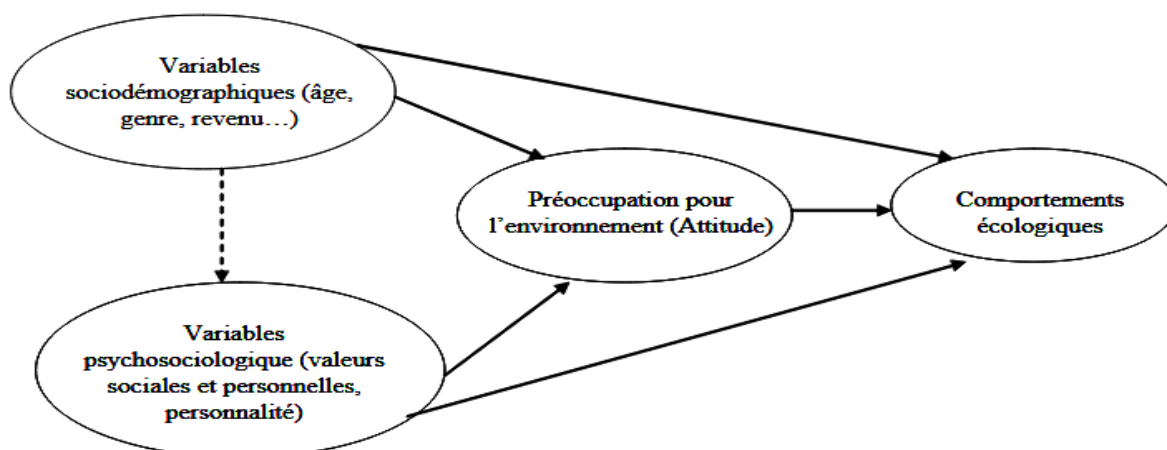 Variables
sociodémographiques (âge,
genre, revenu…)
Préoccupation pour
l’environnement (Attitude)
Comportements
écologiques
Variables
psychosociologique (valeurs
sociales et personnelles,
personnalité)